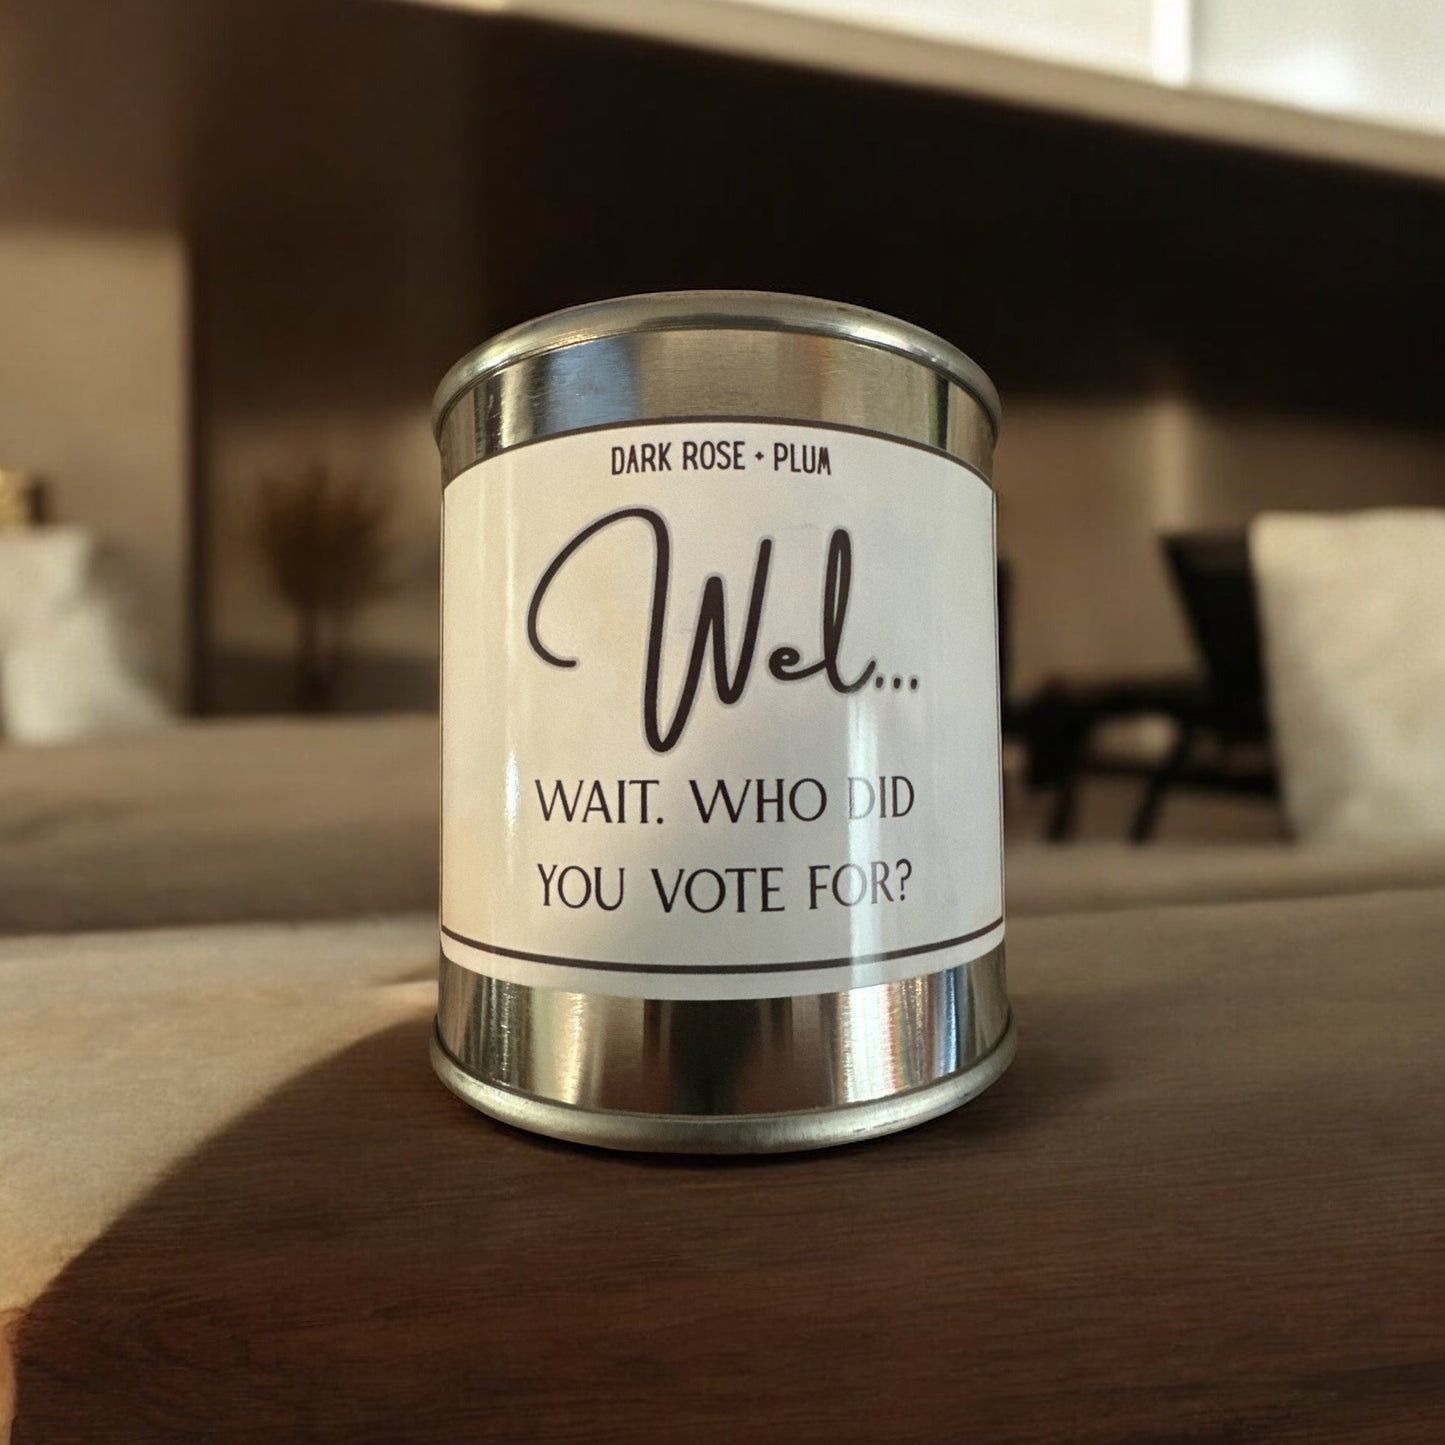 DARK ROSE + PLUM
Wel...
WAIT. WHO DID
YOU VOTE FOR?